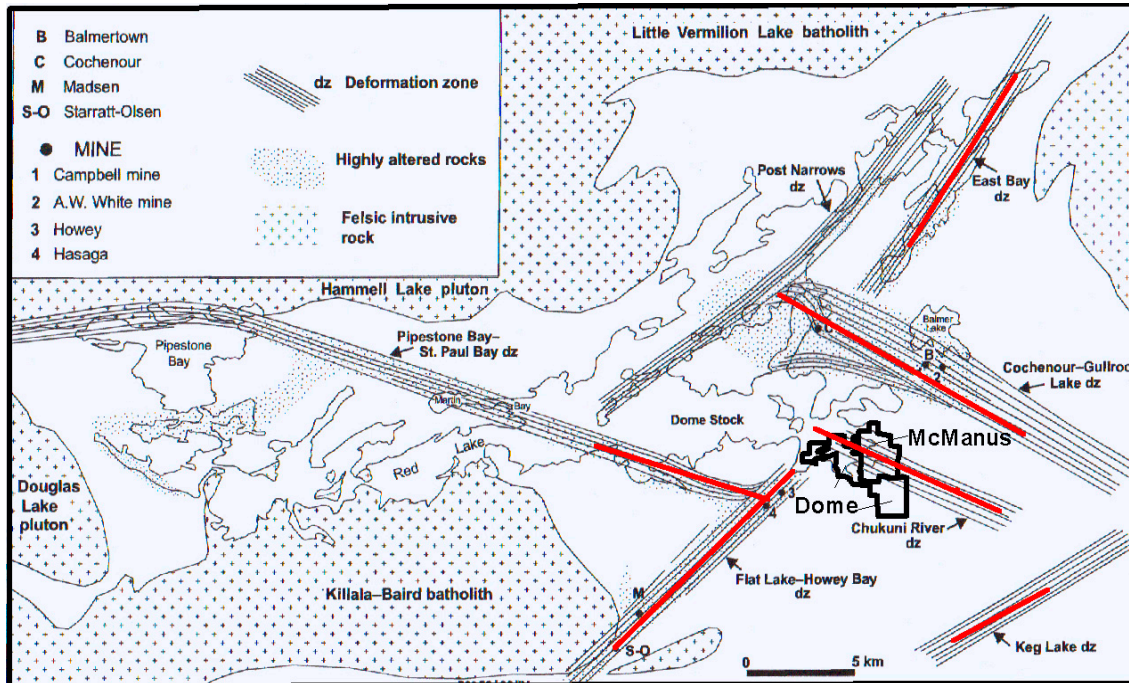 B Balmertown
C Cochenour
M Madsen
S-O Starratt-Olsen
MINE
1 Campbell mine
2 A.W. White mine
3 Howey
4 Hasaga
dz Deformation zone
Highly altered rocks
Felsic intrusive
rock
Little Vermilion Lake batholith
Post Narrows
dz
East Bay
dz
Hammell Lake pluton
Pipestone
Bay
Pipestone Bay–
St. Paul Bay dz
Balmer
Lake
C
B
2
Cochenour–Gullroc
Lake dz
Martin
Bay
Dome Stock
Red
Lake
McManus
Dome
Douglas
Lake
pluton
3
4
Chukuni River
dz
Flat Lake–Howey Bay
dz
Killala–Baird batholith
M
S-O
Keg Lake dz
0
5 km